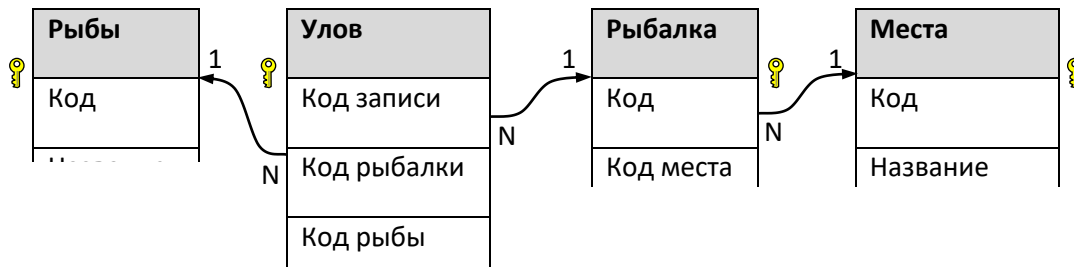 Рыбы
Код
1
N
Улов
Код записи
Код рыбалки
Код рыбы
N
1
Рыбалка
Код
Код места
N
1
Места
Код
Название